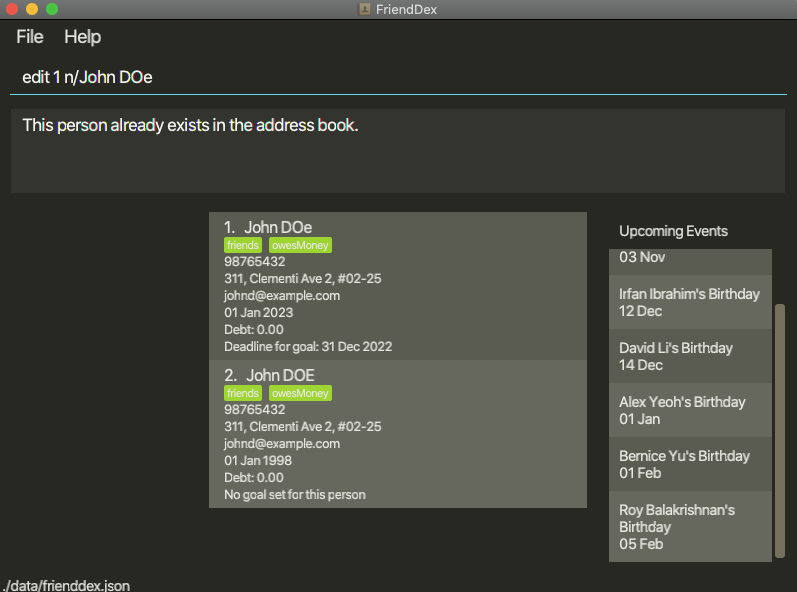 FriendDex
File Help
edit 1 n/John DOe
This person already exists in the address book.
1. John DOe
friends owesMoney
98765432
311, Clementi Ave 2, #02-25
johnd@example.com
01 Jan 2023
Debt: 0.00
Deadline for goal: 31 Dec 2022
2. John DOE
friends owesMoney
98765432
311, Clementi Ave 2, #02-25
johnd@example.com
01 Jan 1998
Debt: 0.00
No goal set for this person
Upcoming Events
03 Nov
Irfan Ibrahim's Birthday
12 Dec
David Li's Birthday
14 Dec
Alex Yeoh's Birthday
01 Jan
Bernice Yu's Birthday
01 Feb
Roy Balakrishnan's
Birthday
05 Feb
./data/frienddex.json